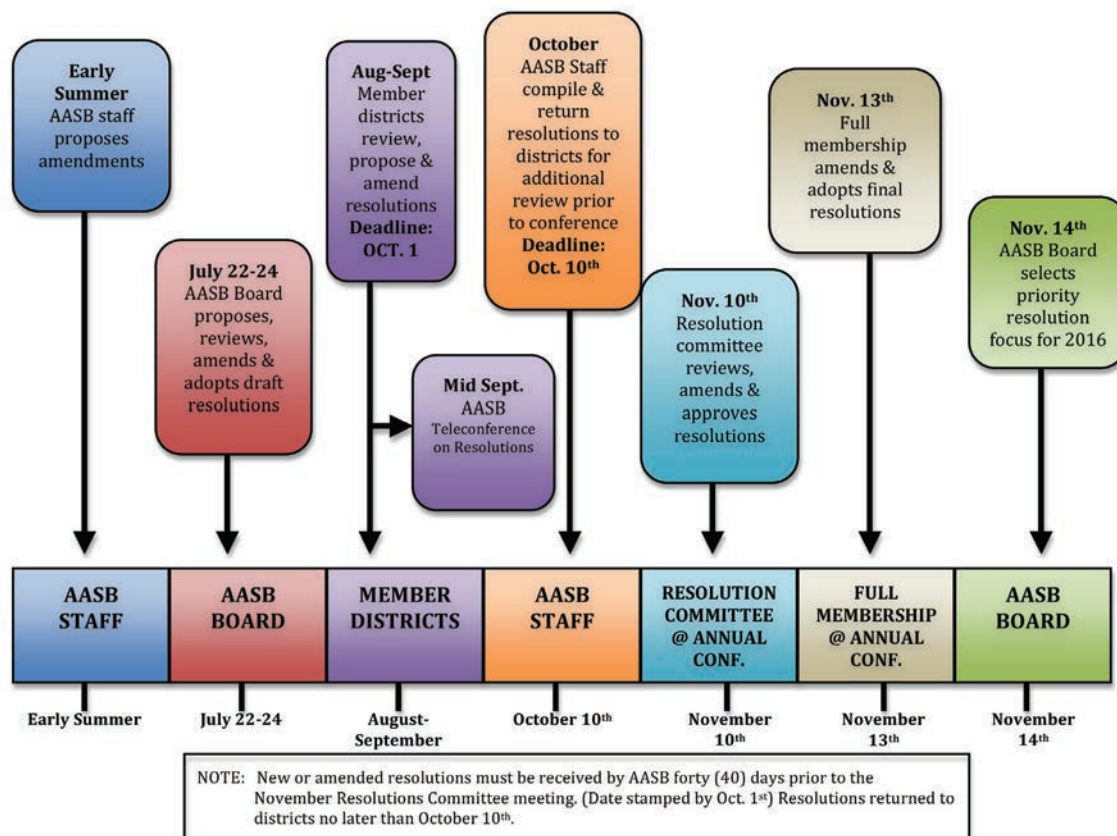 Early
Summer
AASB staff
proposes
amendments
July 22-24
AASB Board
proposes,
reviews,
amends &
adopts draft
resolutions
Aug-Sept
Member
districts
review,
propose &
amend
resolutions
Deadline:
OCT. 1
Mid Sept.
AASB
Teleconference
on Resolutions
October
AASB Staff
compile &
return
resolutions to
districts for
additional
review prior
to conference
Deadline:
Oct. 10th
Nov. 10th
Resolution
committee
reviews,
amends &
approves
resolutions
Nov. 13th
Full
membership
amends &
adopts final
resolutions
Nov. 14th
AASB Board
selects
priority
resolution
focus for 2016
AASB
STAFF
AASB
BOARD
MEMBER
DISTRICTS
AASB
STAFF
RESOLUTION
COMMITTEE
@ ANNUAL
CONF.
FULL
MEMBERSHIP
@ ANNUAL
CONF.
AASB
BOARD
Early Summer
July 22-24
August-
September
October 10th
November
10th
November
13th
November
14th
NOTE: New or amended resolutions must be received by AASB forty (40) days prior to the
November Resolutions Committee meeting. (Date stamped by Oct. 1st) Resolutions returned to
districts no later than October 10th.